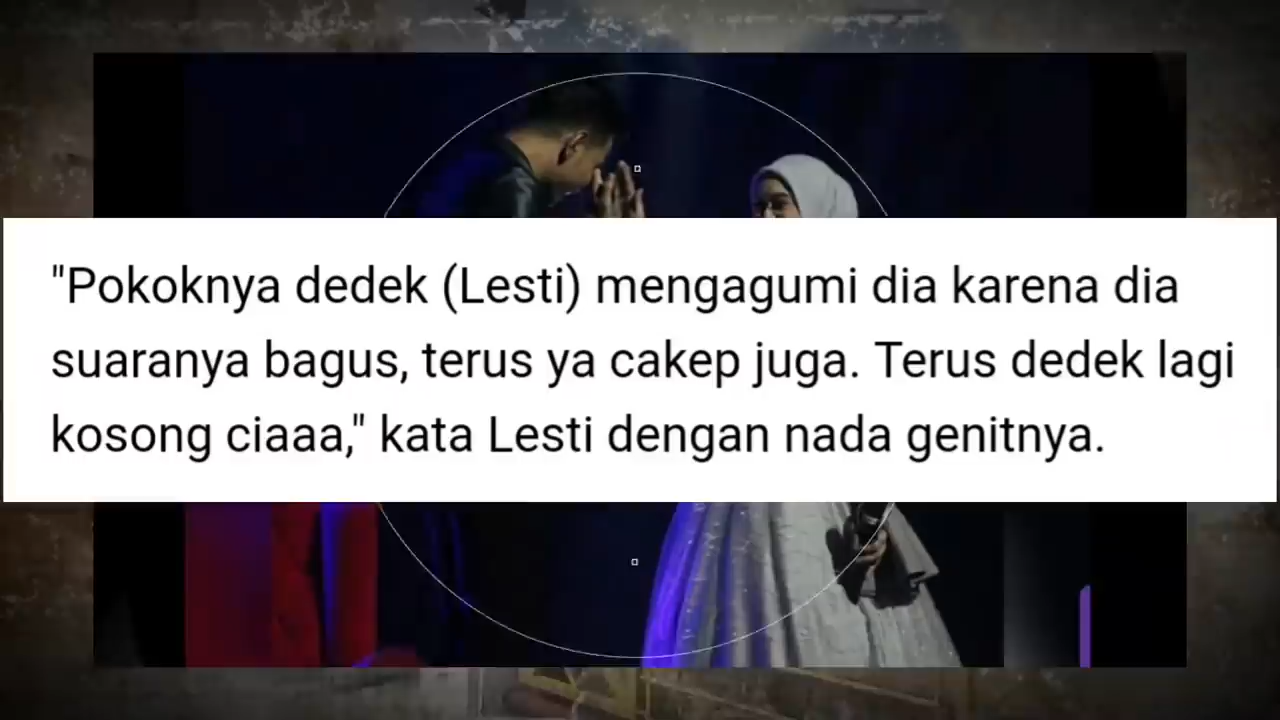 "Pokoknya dedek (Lesti) mengagumi dia karena dia
suaranya bagus, terus ya cakep juga. Terus dedek lagi
kosong ciaaa," kata Lesti dengan nada genitnya.